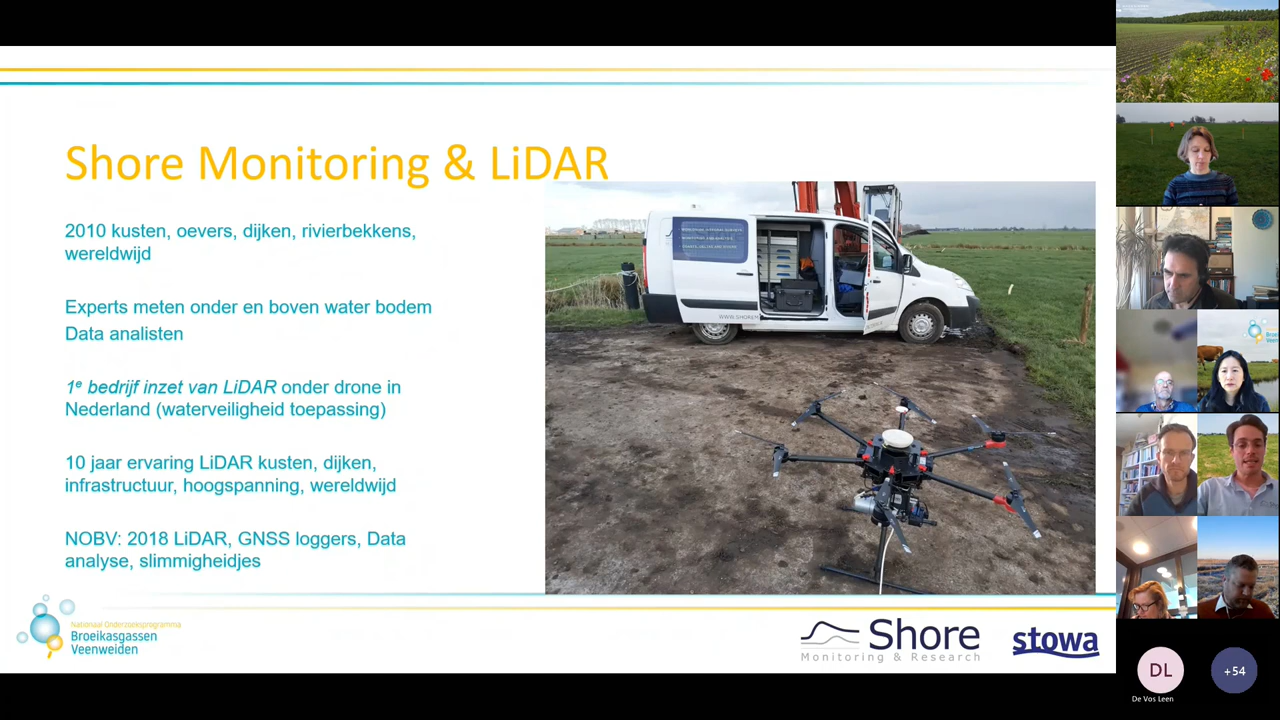 Shore Monitoring & LiDAR
2010 kusten, oevers, dijken, rivierbekkens,
wereldwijd
Experts meten onder en boven water bodem
Data analisten
1e bedrijf inzet van LiDAR onder drone in
Nederland (waterveiligheid toepassing)
10 jaar ervaring LiDAR kusten, dijken,
infrastructuur, hoogspanning, wereldwijd
NOBV: 2018 LiDAR, GNSS loggers, Data
analyse, slimmigheidjes
Nationaal Onderzoeksprogramma
Broeikasgassen
Veenweiden
Shore
Monitoring & Research
stowa
DL
De Vos Leen
+54